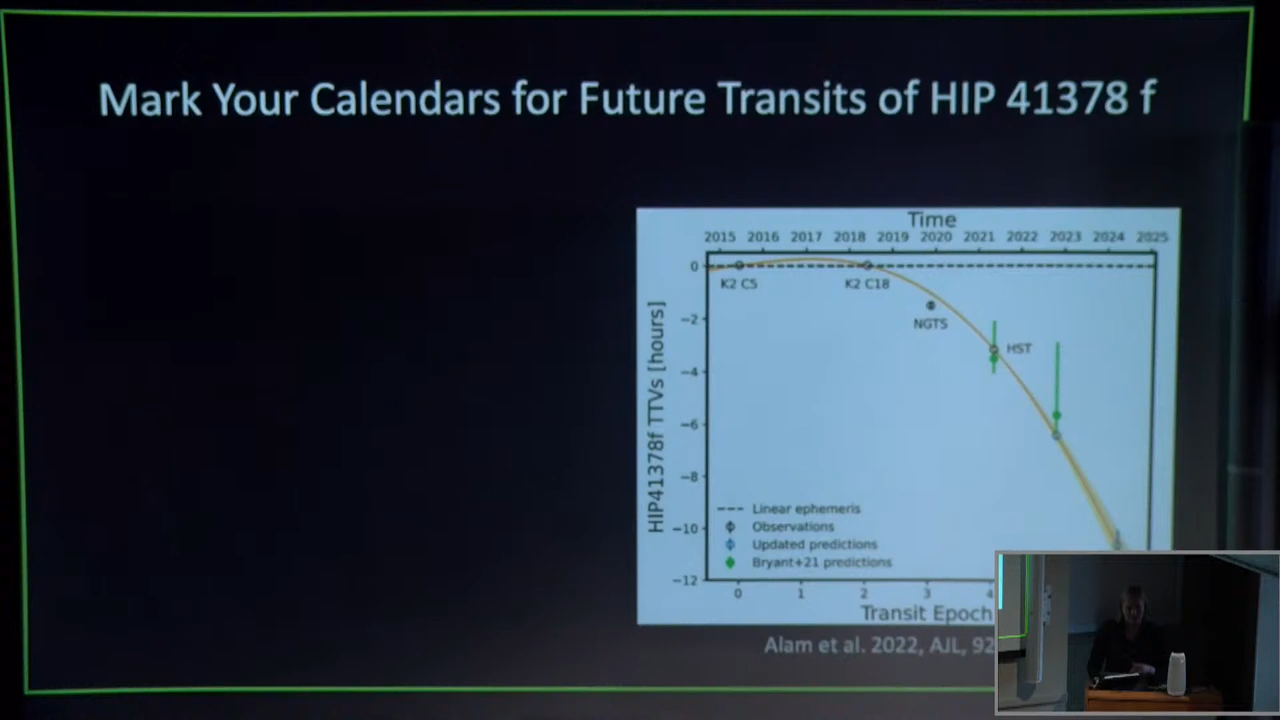 Mark Your Calendars for Future Transits of HIP 41378 f
Time
2015 2016 2017 2018 2019 2020 2021 2022 2023 2024 2025
0
K2 C5
K2 C18
−2
NGTS
HST
−4
−6
−8
−10
−12
HIP41378f TTVs [hours]
Linear ephemeris
Observations
Updated predictions
Bryant+21 predictions
0 1 2 3 4
Transit Epoch
Alam et al. 2022, AJL, 92